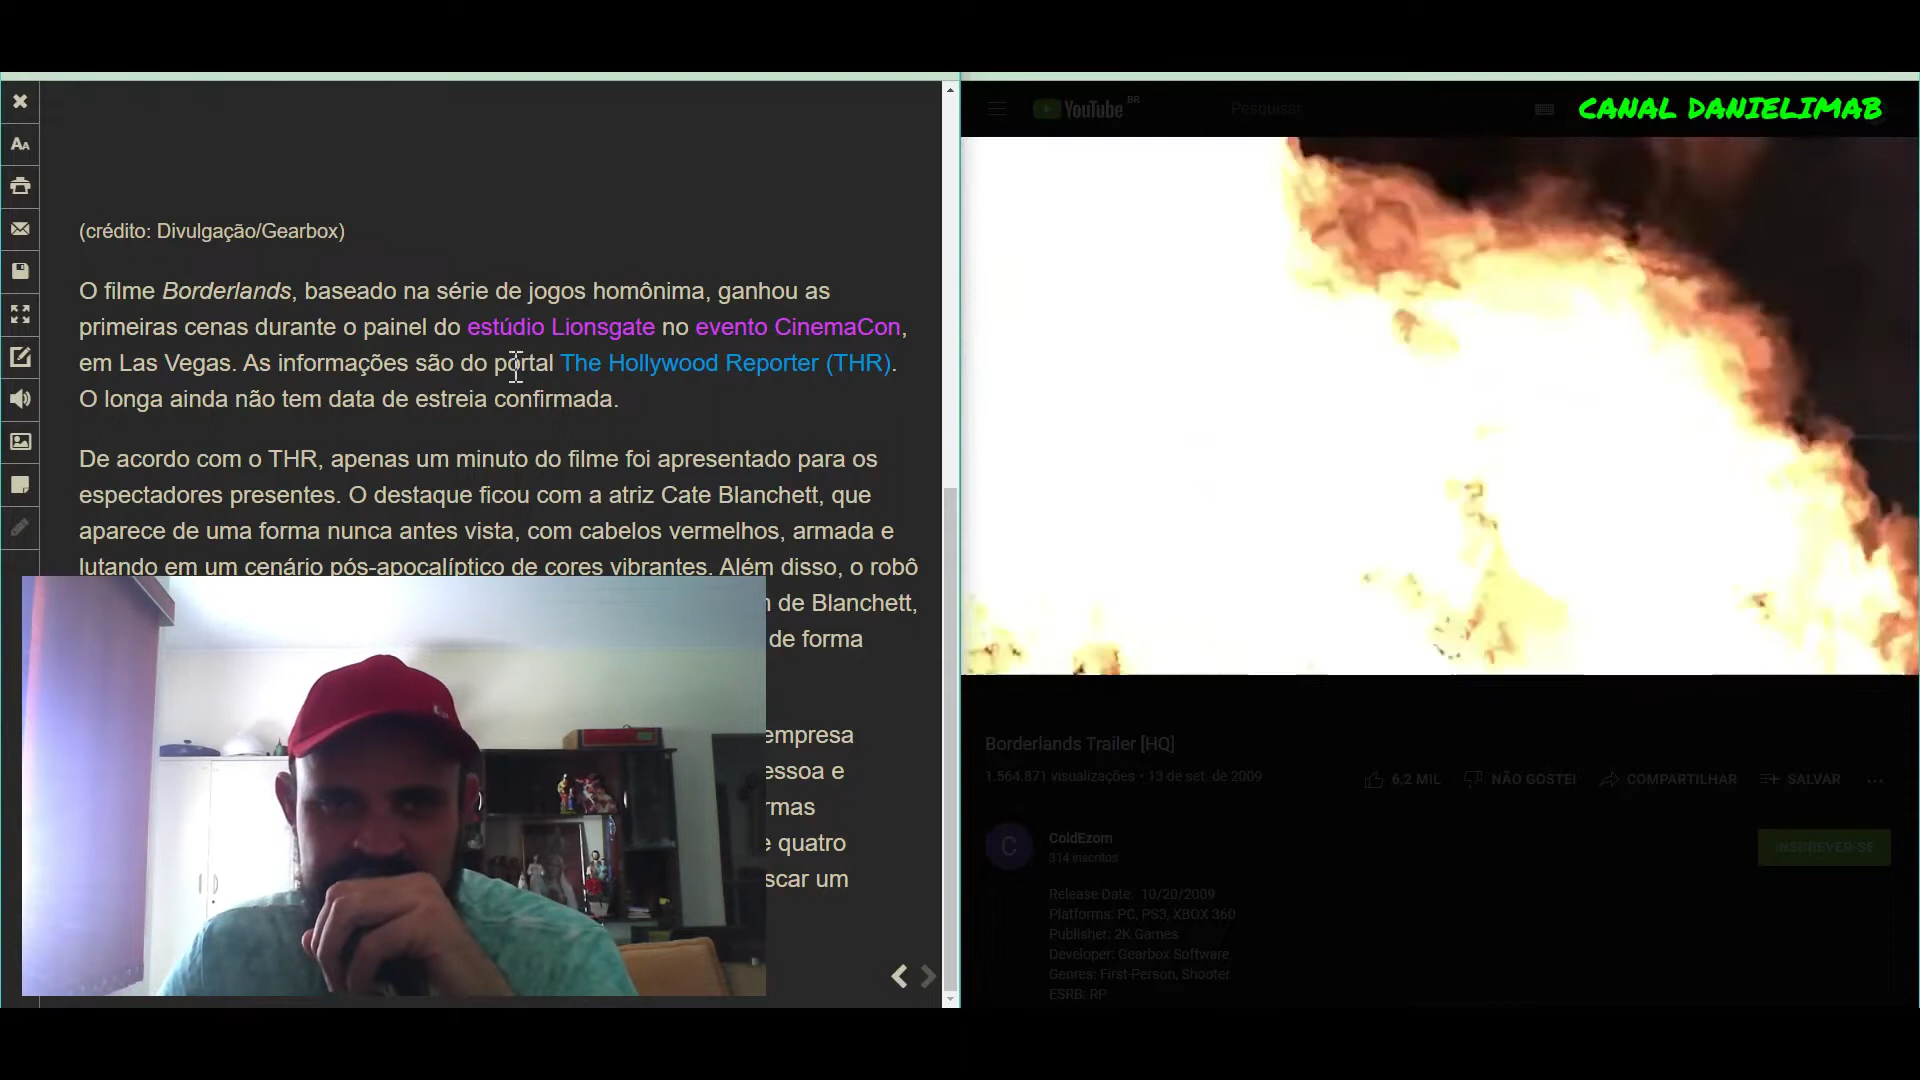 (crédito: Divulgação/Gearbox)
O filme Borderlands, baseado na série de jogos homônima, ganhou as
primeiras cenas durante o painel do estúdio Lionsgate no evento CinemaCon,
em Las Vegas. As informações são do portal The Hollywood Reporter (THR).
O longa ainda não tem data de estreia confirmada.
De acordo com o THR, apenas um minuto do filme foi apresentado para os
espectadores presentes. O destaque ficou com a atriz Cate Blanchett, que
aparece de uma forma nunca antes vista, com cabelos vermelhos, armada e
lutando em um cenário pós-apocalíptico de cores vibrantes. Além disso, o robô
de Blanchett,
de forma
empresa
quatro
um
YouTube BR
Pesquisar
CANAL DANIELIMAB
Borderlands Trailer [HQ]
1.564.871 visualizações • 13 de set. de 2009
6,2 MIL NÃO GOSTEI COMPARTILHAR SALVAR ...
C
ColdEzom
314 inscritos
INSCREVER-SE
Release Date: 10/20/2009
Platforms: PC, PS3, XBOX 360
Publisher: 2K Games
Developer: Gearbox Software
Genres: First-Person, Shooter
ESRB: RP